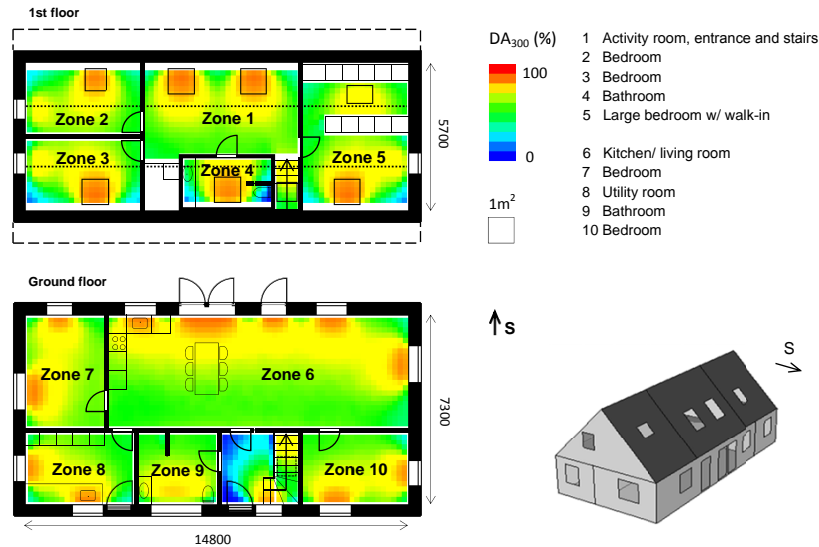 1st floor
Zone 2
Zone 1
Zone 3
Zone 4
Zone 5
5700
DA300 (%)
100
0
1m2
1 Activity room, entrance and stairs
2 Bedroom
3 Bedroom
4 Bathroom
5 Large bedroom w/ walk-in
6 Kitchen/ living room
7 Bedroom
8 Utility room
9 Bathroom
10 Bedroom
Ground floor
Zone 7
Zone 6
Zone 8
Zone 9
Zone 10
7300
14800
S
S